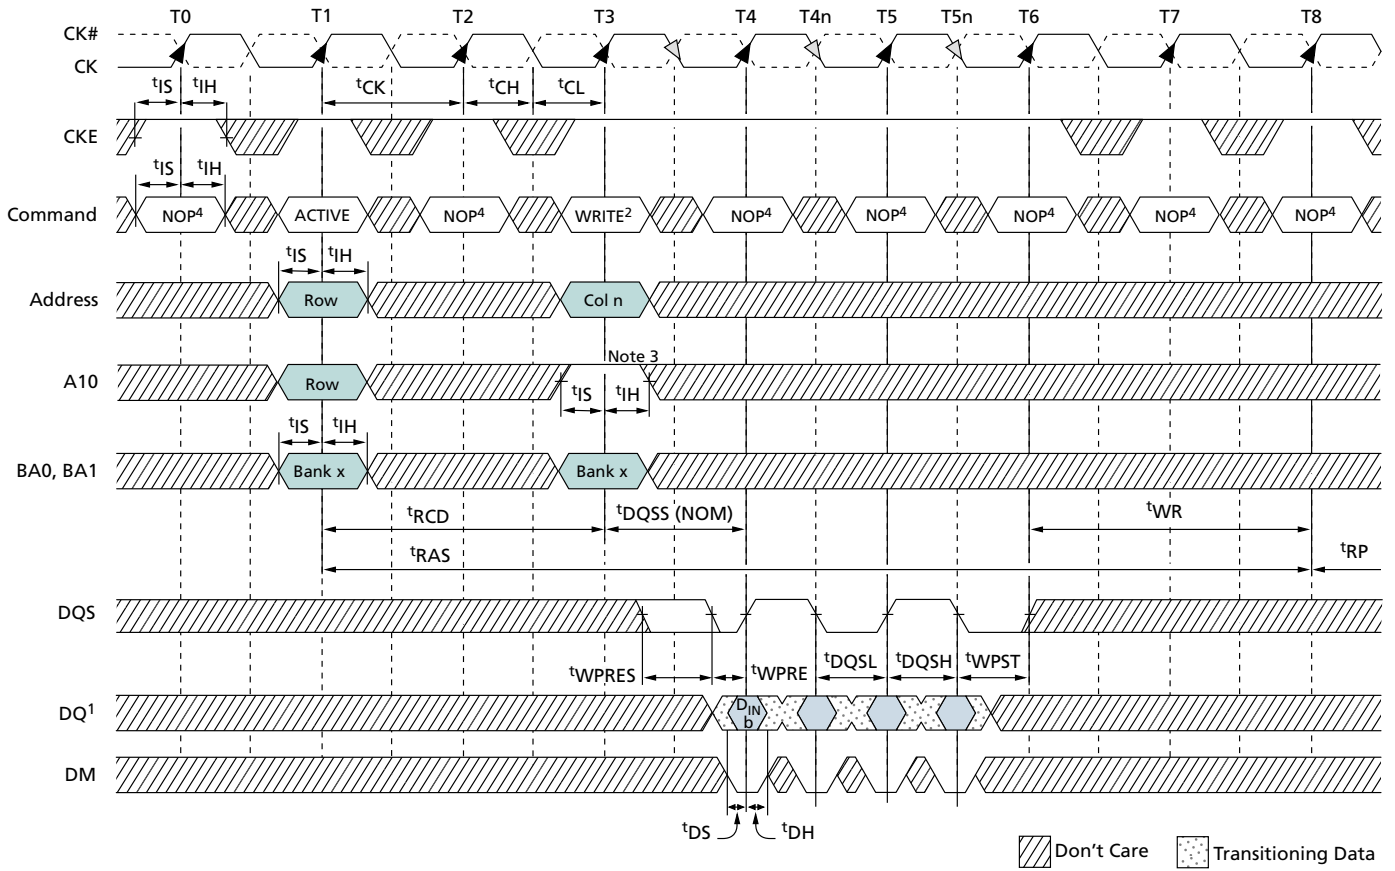 T0 T1 T2 T3 T4 T4n T5 T5n T6 T7 T8
CK#
CK
tIS tIH tCK tCH tCL
CKE
tIS tIH
Command NOP4 ACTIVE NOP4 WRITE2 NOP4 NOP4 NOP4 NOP4 NOP4
tIS tIH
Address Row Col n
Note 3
A10 Row
tIS tIH
tIS tIH
BA0, BA1 Bank x Bank x
tRCD tDQSS (NOM) tWR
tRAS tRP
DQS
tWPRES tWPRE tDQSL tDQSH tWPST
DQ1 DIN
b
DM
tDS tDH
Don't Care Transitioning Data